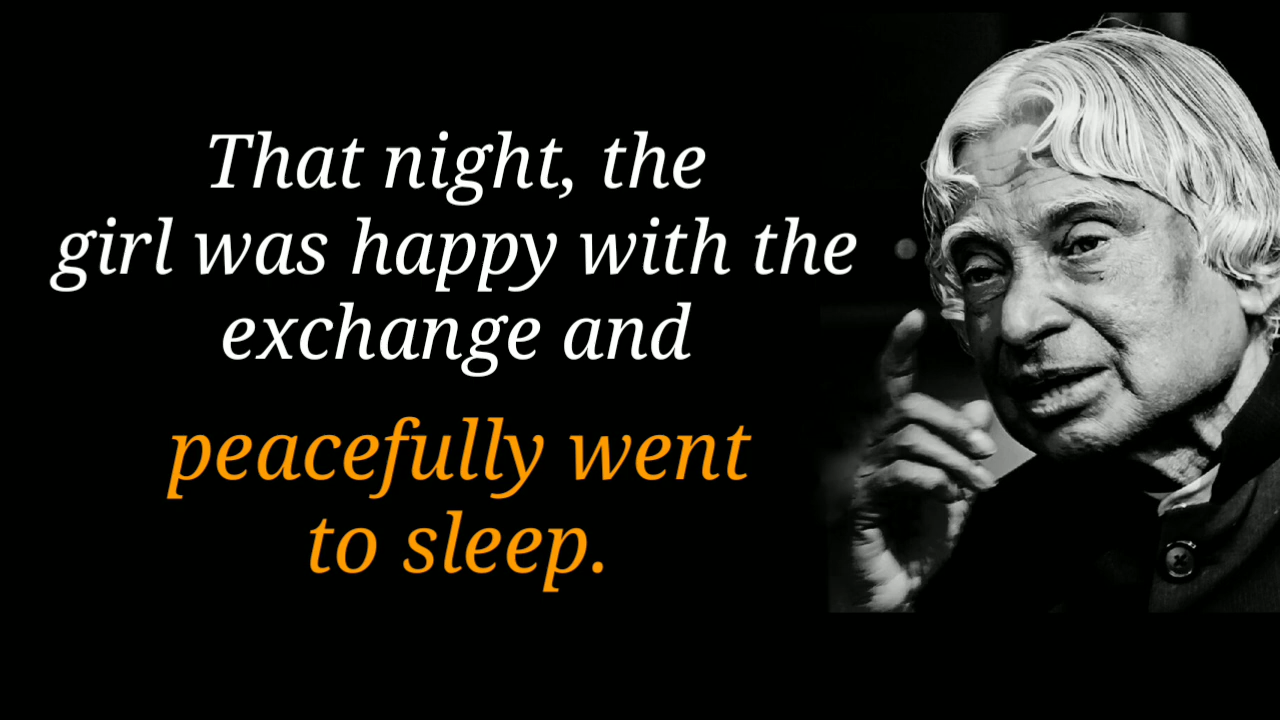 That night, the
girl was happy with the
exchange and
peacefully went
to sleep.